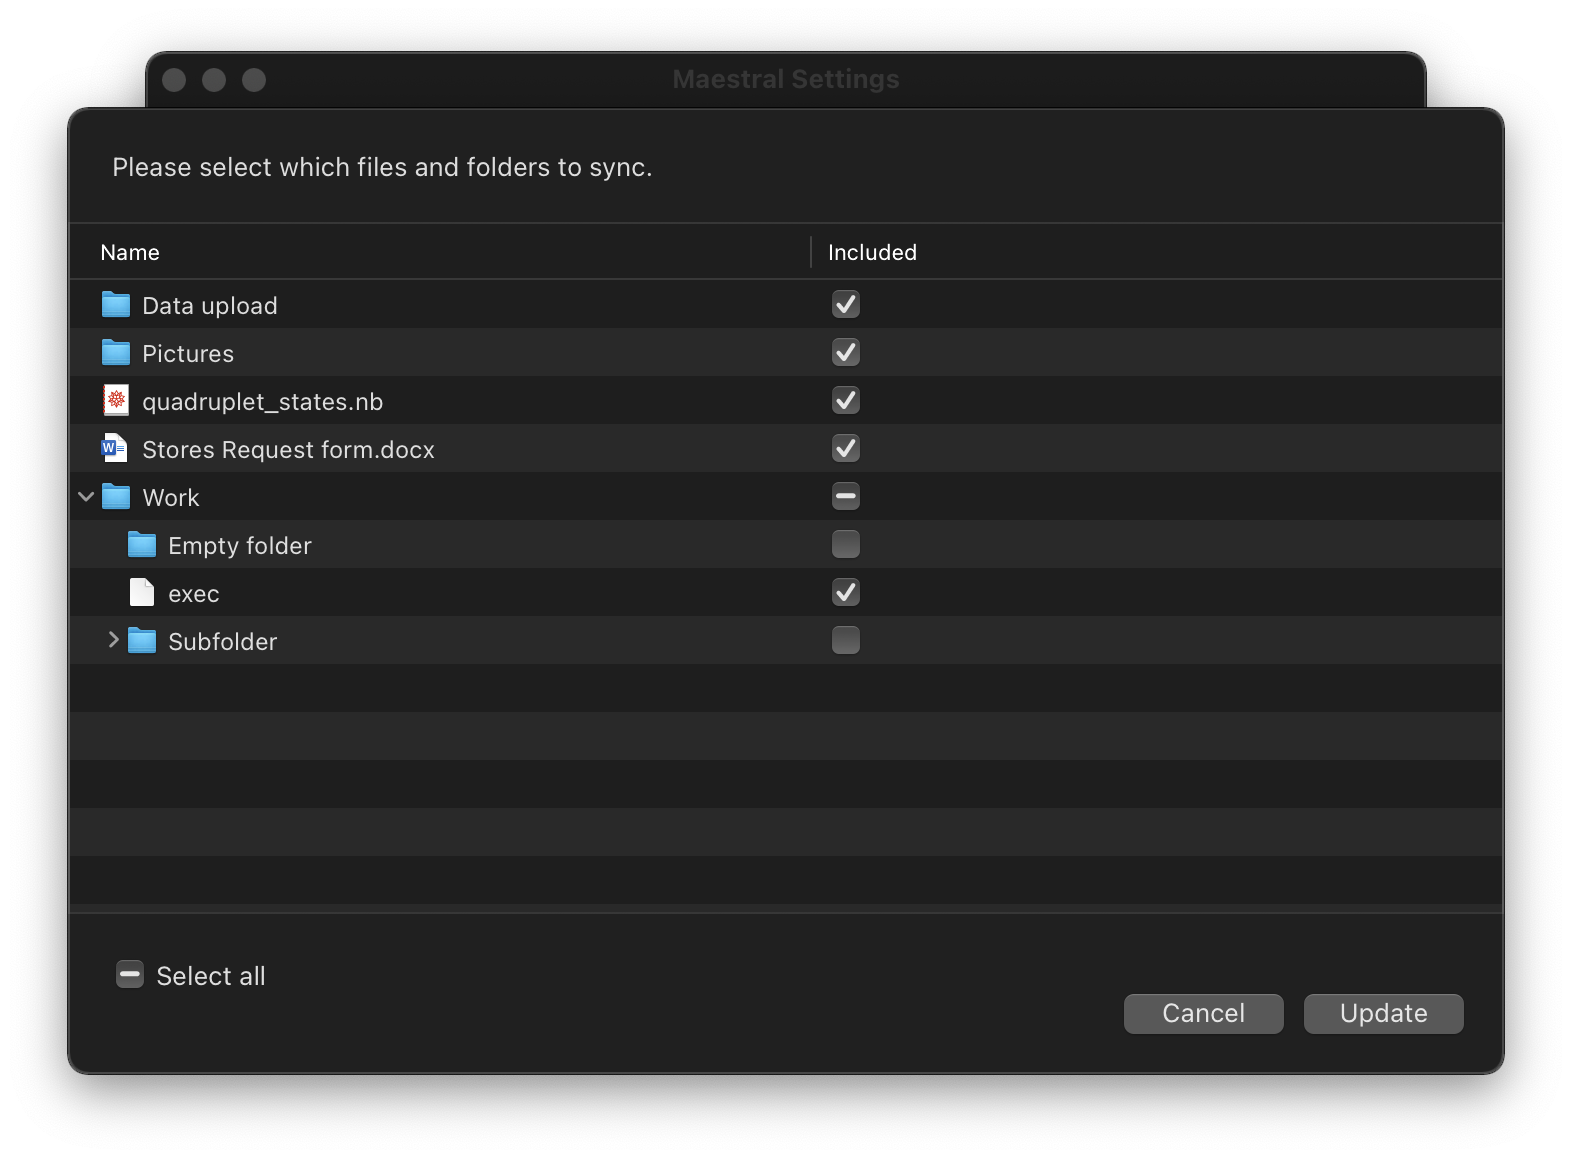 Maestral Settings
Please select which files and folders to sync.
Name
Included
Data upload
Pictures
quadruplet_states.nb
W
Stores Request form.docx
Work
Empty folder
exec
Subfolder
Select all
Cancel
Update